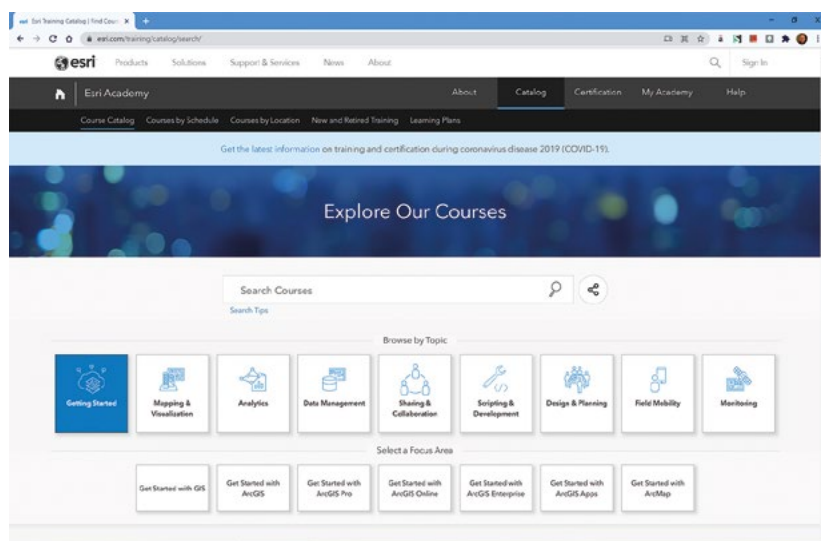 Esri Training Catalog | Find Cour
esri.com/training/catalog/search/
esri Products Solutions Support & Services News About Sign In
Esri Academy About Catalog Certification My Academy Help
Course Catalog Courses by Schedule Courses by Location New and Retired Training Learning Plans
Get the latest information on training and certification during coronavirus disease 2019 (COVID-19).
Explore Our Courses
Search Courses
Search Tips
Browse by Topic
Getting Started
Mapping &
Visualization
Analytics
Data Management
Sharing &
Collaboration
Scripting &
Development
Design & Planning
Field Mobility
Monitoring
Select a Focus Area
Get Started with GIS
Get Started with
ArcGIS
Get Started with
ArcGIS Pro
Get Started with
ArcGIS Online
Get Started with
ArcGIS Enterprise
Get Started with
ArcGIS Apps
Get Started with
ArcMap